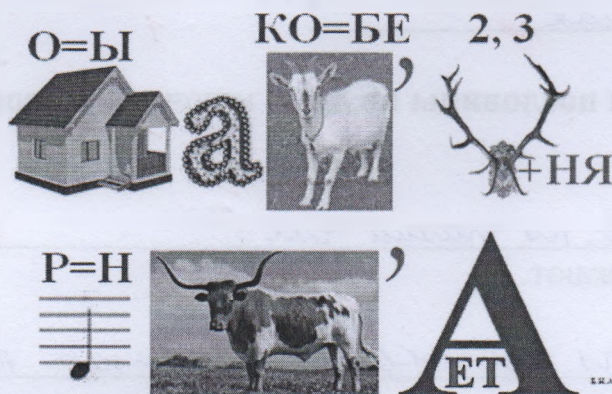 О=Ы КО=БЕ 2, 3
а , +НЯ
Р=Н , А
ЕТ